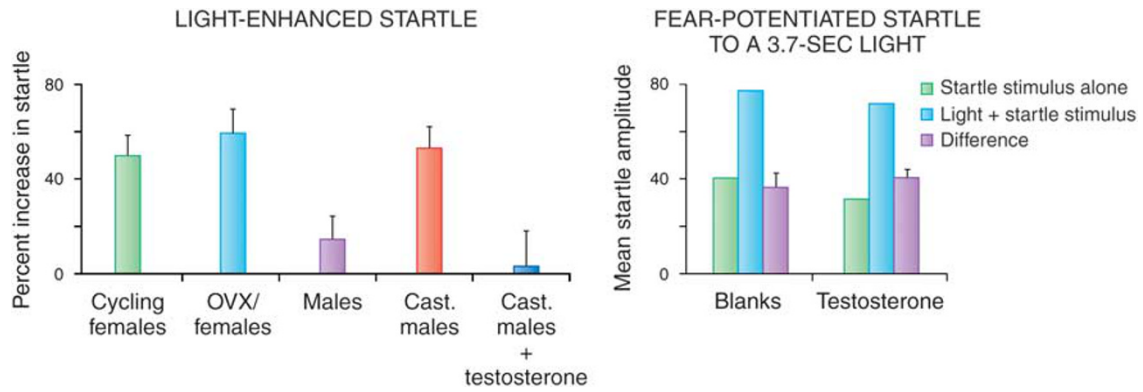 LIGHT-ENHANCED STARTLE
Percent increase in startle
80
40
0
Cycling
females
OVX/
females
Males
Cast.
males
Cast.
males
+
testosterone
FEAR-POTENTIATED STARTLE
TO A 3.7-SEC LIGHT
Mean startle amplitude
80
40
0
Blanks
Testosterone
Startle stimulus alone
Light + startle stimulus
Difference